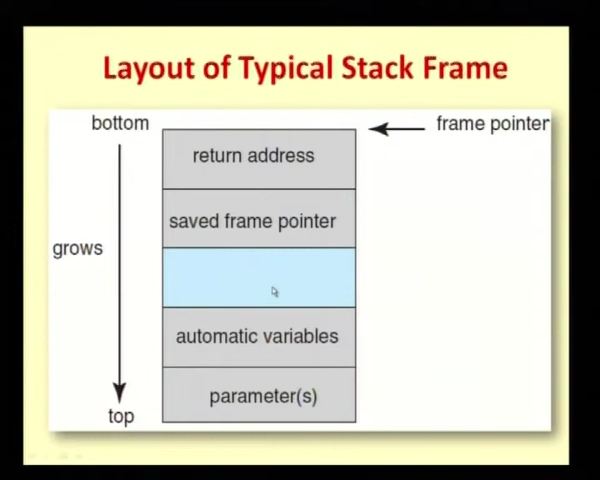 Layout of Typical Stack Frame
bottom
frame pointer
return address
saved frame pointer
grows
automatic variables
parameter(s)
top